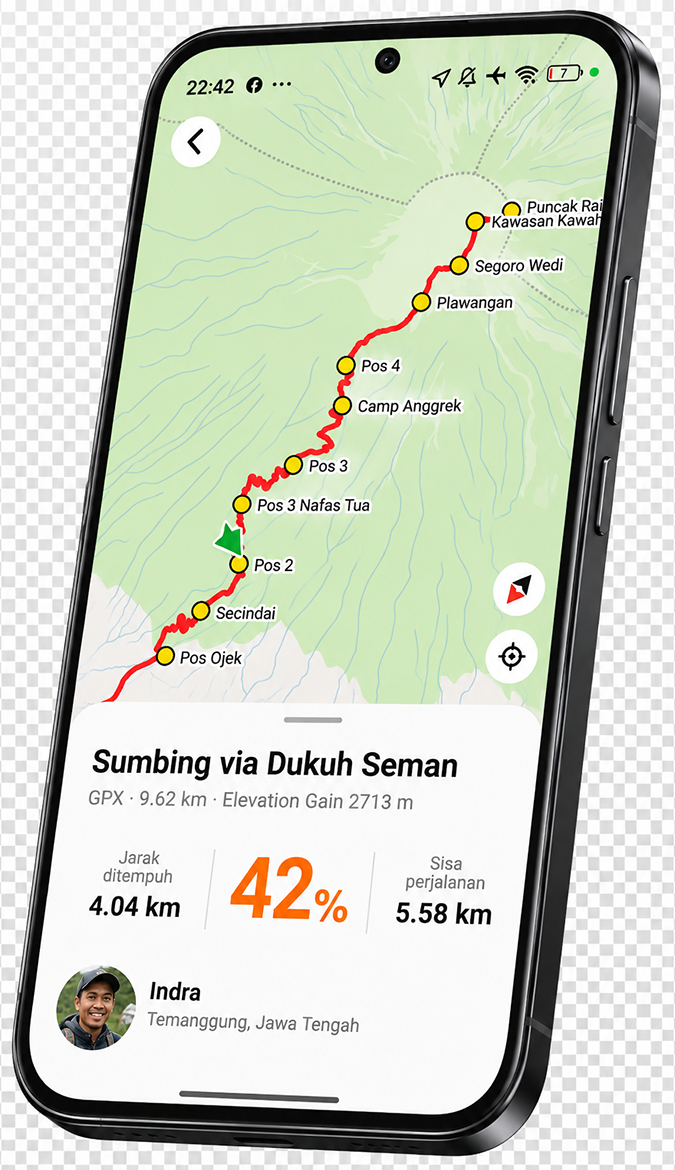 22:42
7
Puncak Rai
Kawasan Kawah
Segoro Wedi
Plawangan
Pos 4
Camp Anggrek
Pos 3
Pos 3 Nafas Tua
Pos 2
Secindai
Pos Ojek
Sumbing via Dukuh Seman
GPX · 9.62 km · Elevation Gain 2713 m
Jarak
ditempuh
4.04 km
42%
Sisa
perjalanan
5.58 km
Indra
Temanggung, Jawa Tengah